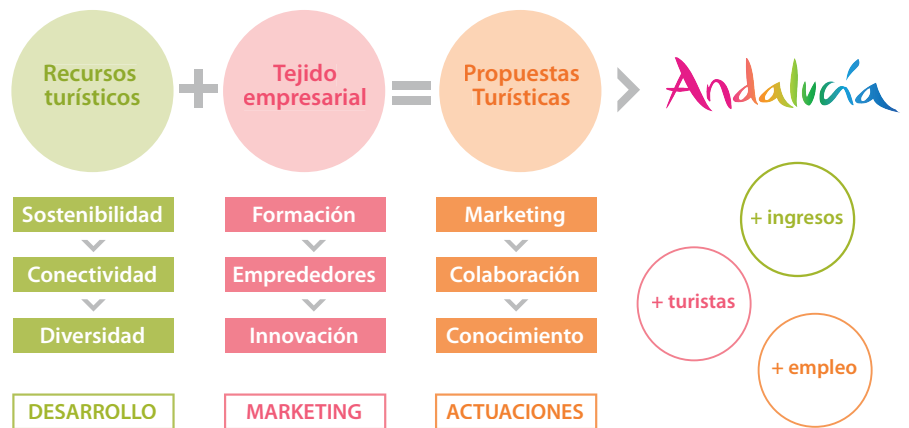 Recursos
turísticos
+
Tejido
empresarial
=
Propuestas
Turísticas
>
Andalucía
Sostenibilidad
Conectividad
Diversidad
DESARROLLO
Formación
Emprededores
Innovación
MARKETING
Marketing
Colaboración
Conocimiento
ACTUACIONES
+ ingresos
+ turistas
+ empleo